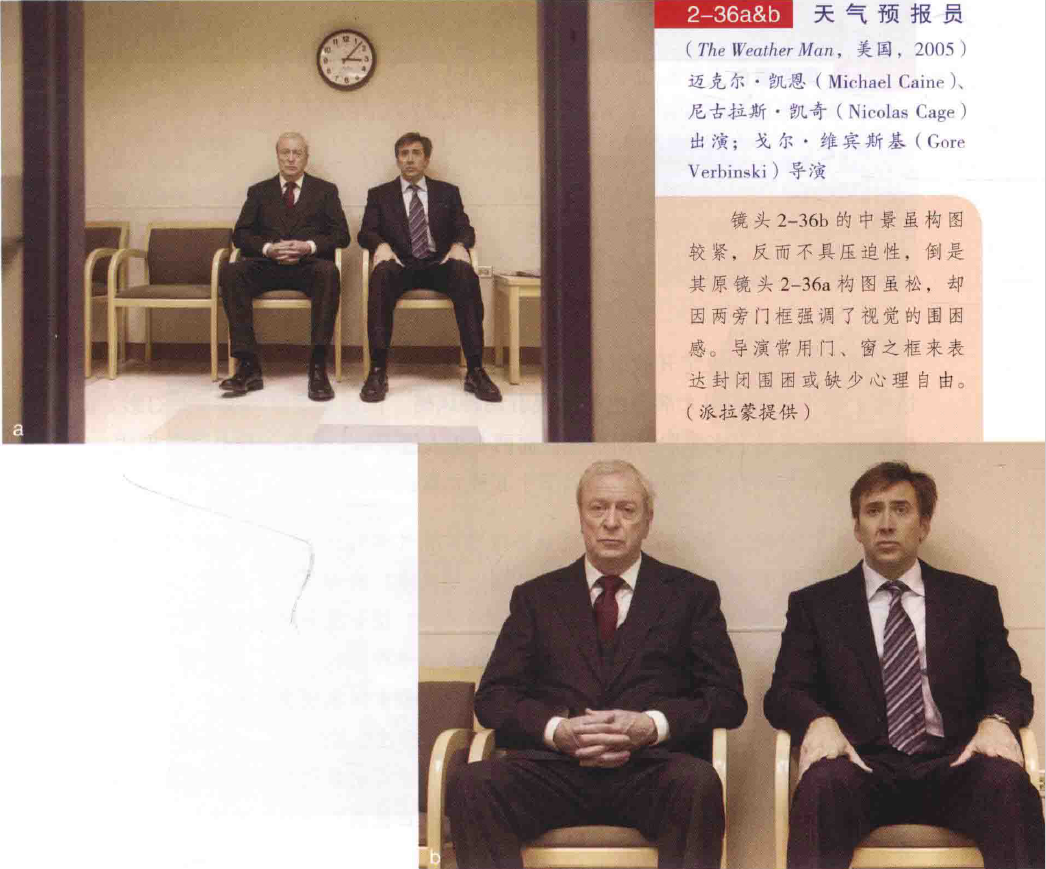 2-36a&b 天气预报员
（The Weather Man，美国，2005）
迈克尔·凯恩（Michael Caine）、
尼古拉斯·凯奇（Nicolas Cage）
出演；戈尔·维宾斯基（Gore
Verbinski）导演
镜头 2-36b 的中景虽构图
较紧，反而不具压迫性，倒是
其原镜头 2-36a 构图虽松，却
因两旁门框强调了视觉的围困
感。导演常用门、窗之框来表
达封闭围困或缺少心理自由。
（派拉蒙提供）
a
b